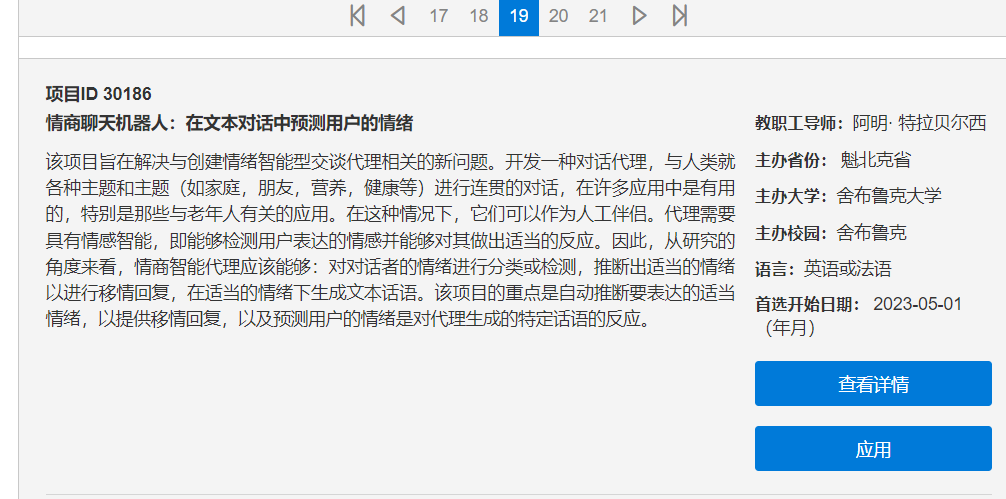 17 18 19 20 21
项目ID 30186
情商聊天机器人：在文本对话中预测用户的情绪
该项目旨在解决与创建情绪智能型交谈代理相关的新问题。开发一种对话代理，与人类就
各种主题和主题（如家庭，朋友，营养，健康等）进行连贯的对话，在许多应用中是有用
的，特别是那些与老年人有关的应用。在这种情况下，它们可以作为人工伴侣。代理需要
具有情感智能，即能够检测用户表达的情感并能够对其做出适当的反应。因此，从研究的
角度来看，情商智能代理应该能够：对对话者的情绪进行分类或检测，推断出适当的情绪
以进行移情回复，在适当的情绪下生成文本话语。该项目的重点是自动推断要表达的适当
情绪，以提供移情回复，以及预测用户的情绪是对代理生成的特定话语的反应。
教职工导师：阿明· 特拉贝尔西
主办省份： 魁北克省
主办大学：舍布鲁克大学
主办校园：舍布鲁克
语言：英语或法语
首选开始日期： 2023-05-01
（年月）
查看详情
应用